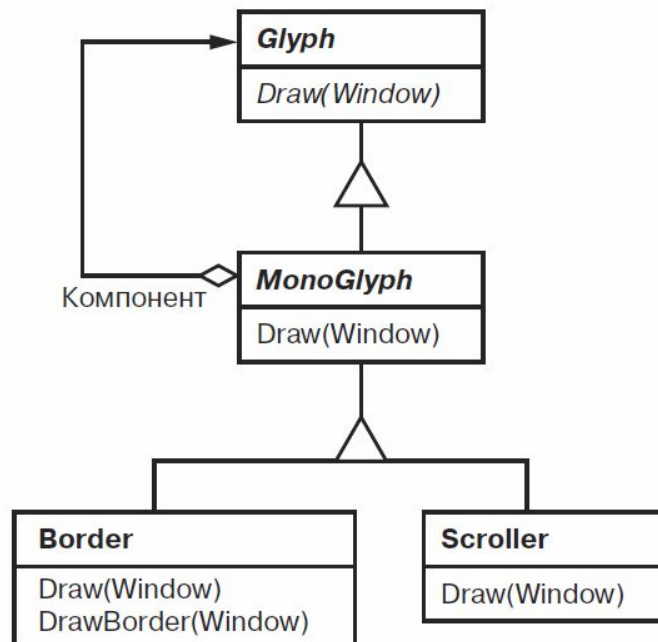 Glyph
Draw(Window)
MonoGlyph
Компонент
Draw(Window)
Border
Draw(Window)
DrawBorder(Window)
Scroller
Draw(Window)